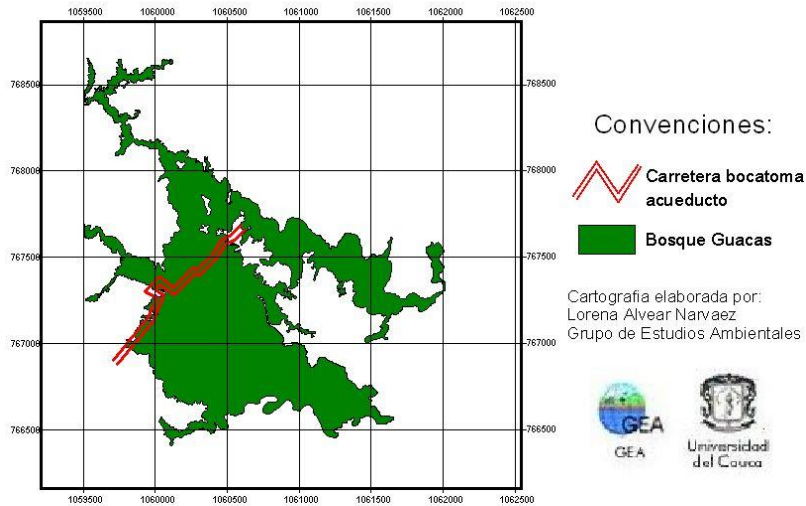 1059500 1060000 1060500 1061000 1061500 1062000 1062500
768500 768500
768000 768000
767500 767500
767000 767000
766500 766500
1059500 1060000 1060500 1061000 1061500 1062000 1062500
Convenciones:
Carretera bocatoma
acueducto
Bosque Guacas
Cartografia elaborada por:
Lorena Alvear Narvaez
Grupo de Estudios Ambientales
GEA
GEA
Universidad
del Cauca